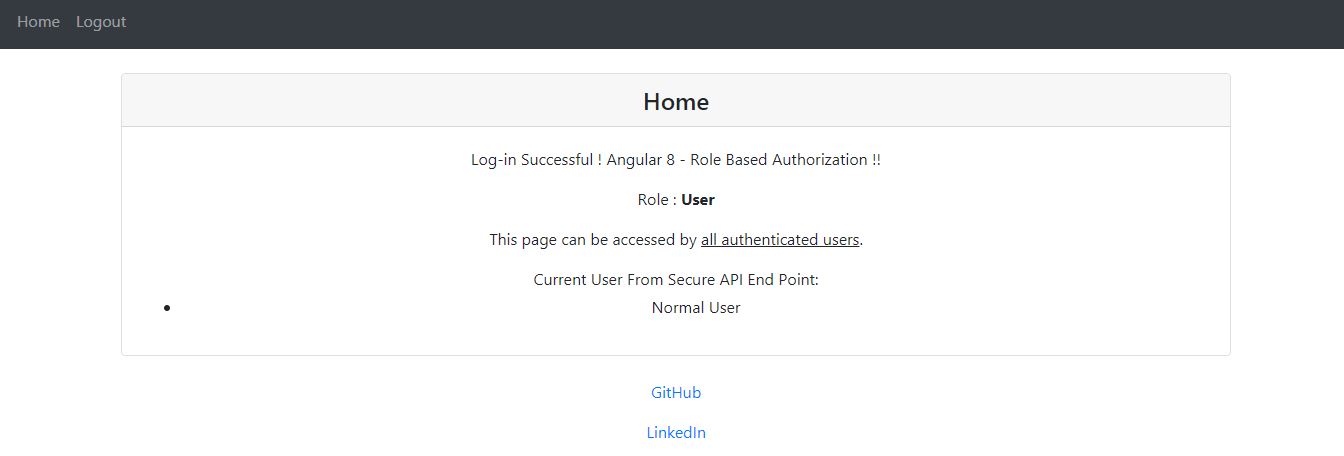 Home Logout
Home
Log-in Successful ! Angular 8 - Role Based Authorization !!
Role : User
This page can be accessed by all authenticated users.
Current User From Secure API End Point:
Normal User
GitHub
LinkedIn